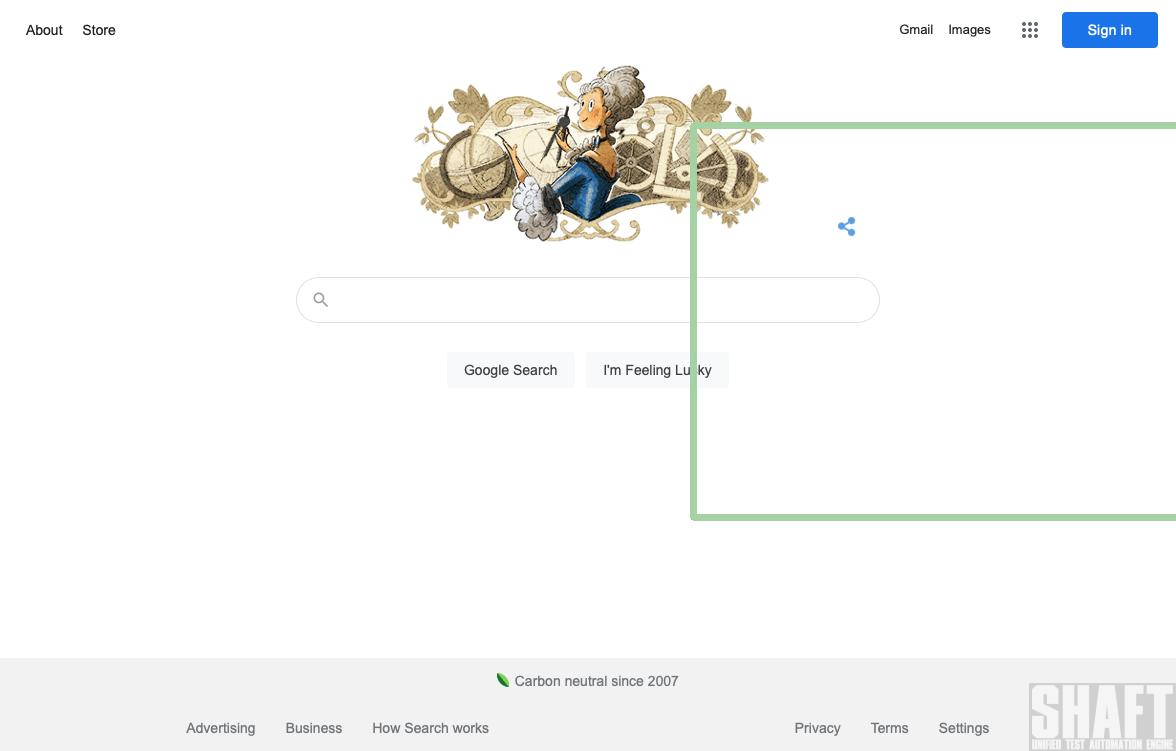 About Store Gmail Images Sign in
Google Search I'm Feeling Lucky
Carbon neutral since 2007
Advertising Business How Search works Privacy Terms Settings
SHAFT
UNIFIED TEST AUTOMATION ENGINE